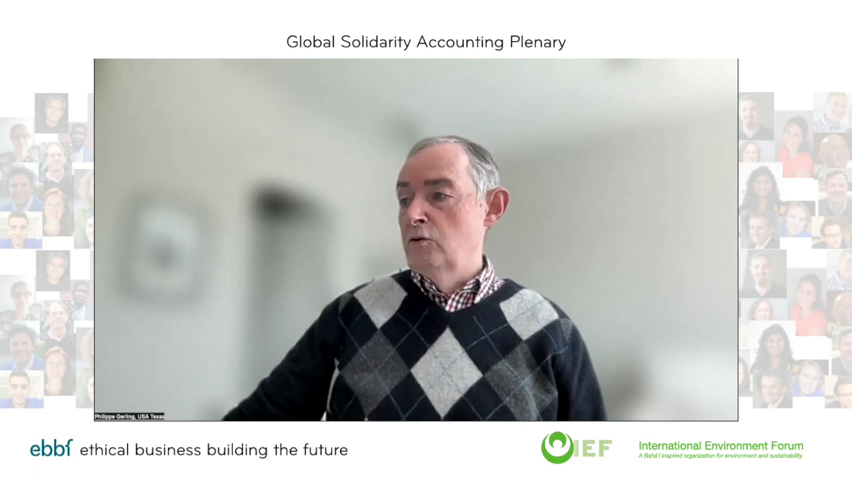 Global Solidarity Accounting Plenary
Philippe Gerling, USA Texas
ebbf ethical business building the future
IEF International Environment Forum
A Bahá'í inspired organization for environment and sustainability